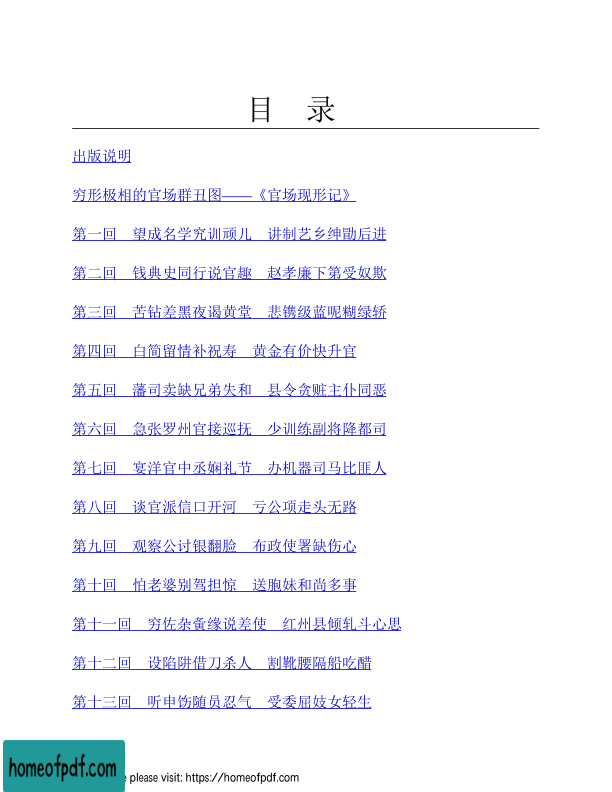 目 录
出版说明
穷形极相的官场群丑图——《官场现形记》
第一回 望成名学究训顽儿 讲制艺乡绅勖后进
第二回 钱典史同行说官趣 赵孝廉下第受奴欺
第三回 苦钻差黑夜谒黄堂 悲镌级蓝呢糊绿轿
第四回 白简留情补祝寿 黄金有价快升官
第五回 藩司卖缺兄弟失和 县令贪赃主仆同恶
第六回 急张罗州官接巡抚 少训练副将降都司
第七回 宴洋官中丞娴礼节 办机器司马比匪人
第八回 谈官派信口开河 亏公项走头无路
第九回 观察公讨银翻脸 布政使署缺伤心
第十回 怕老婆别驾担惊 送胞妹和尚多事
第十一回 穷佐杂夤缘说差使 红州县倾轧斗心思
第十二回 设陷阱借刀杀人 割靴腰隔船吃醋
第十三回 听申饬随员忍气 受委屈妓女轻生
homeofpdf.com
e please visit: https://homeofpdf.com